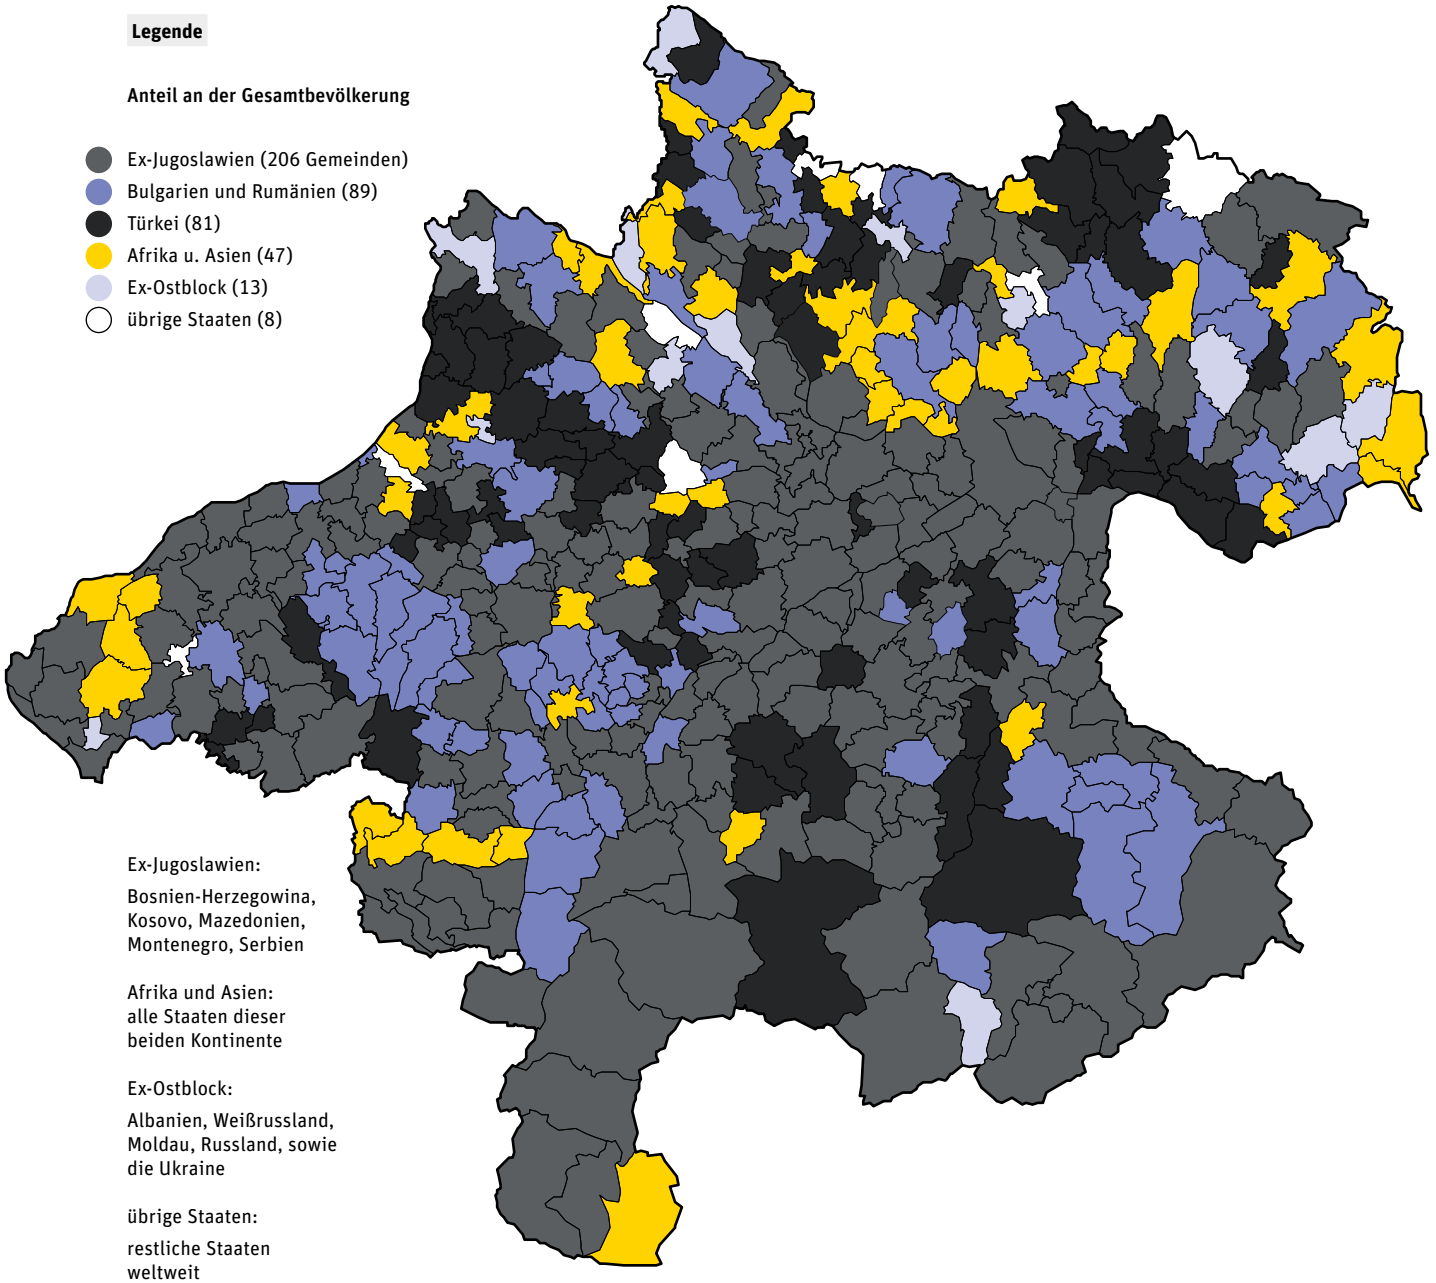 Legende
Anteil an der Gesamtbevölkerung
Ex-Jugoslawien (206 Gemeinden)
Bulgarien und Rumänien (89)
Türkei (81)
Afrika u. Asien (47)
Ex-Ostblock (13)
übrige Staaten (8)
Ex-Jugoslawien:
Bosnien-Herzegowina,
Kosovo, Mazedonien,
Montenegro, Serbien
Afrika und Asien:
alle Staaten dieser
beiden Kontinente
Ex-Ostblock:
Albanien, Weißrussland,
Moldau, Russland, sowie
die Ukraine
übrige Staaten:
restliche Staaten
weltweit